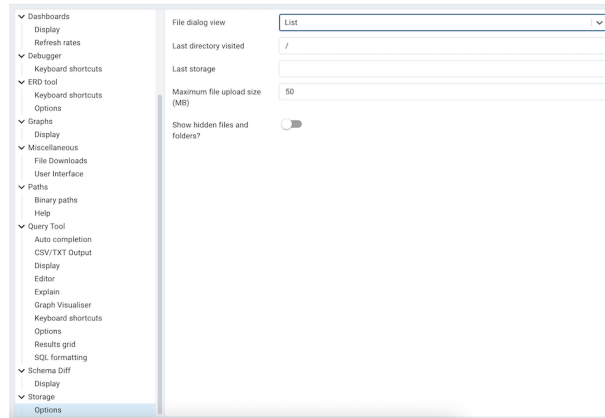 Dashboards
Display
Refresh rates
Debugger
Keyboard shortcuts
ERD tool
Keyboard shortcuts
Options
Graphs
Display
Miscellaneous
File Downloads
User Interface
Paths
Binary paths
Help
Query Tool
Auto completion
CSV/TXT Output
Display
Editor
Explain
Graph Visualiser
Keyboard shortcuts
Options
Results grid
SQL formatting
Schema Diff
Display
Storage
Options
File dialog view
List
Last directory visited
/
Last storage
Maximum file upload size
(MB)
50
Show hidden files and
folders?